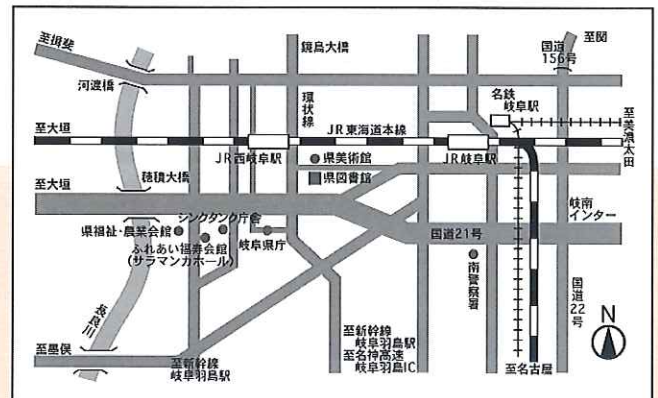 至揖斐
鏡島大橋
国道
156号
至関
河渡橋
環状線
名鉄
岐阜駅
至美濃太田
至大垣
JR東海道本線
JR西岐阜駅
県美術館
JR岐阜駅
至大垣
穂積大橋
県図書館
岐南
インター
シンクタンク庁舎
県福祉・農業会館
ふれあい福寿会館
(サラマンカホール)
岐阜県庁
国道21号
南警察署
国道22号
長良川
至墨俣
至新幹線
岐阜羽島駅
至新幹線
岐阜羽島駅
至名神高速
岐阜羽島IC
至名古屋
N